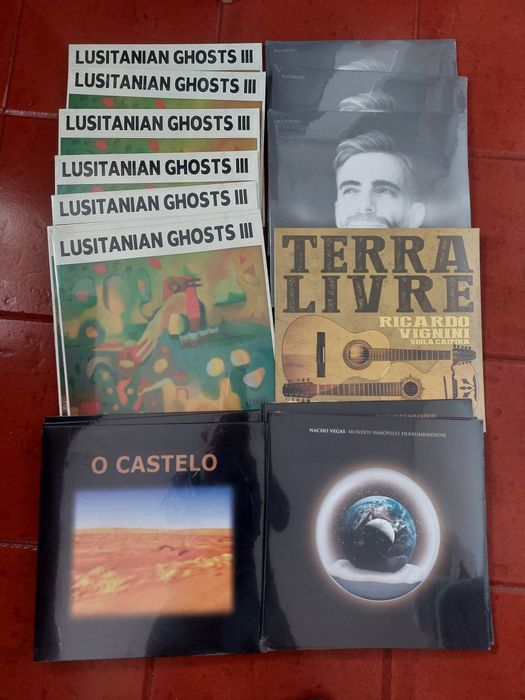 LUSITANIAN GHOSTS III
LUSITANIAN GHOSTS III
LUSITANIAN GHOSTS III
LUSITANIAN GHOSTS III
LUSITANIAN GHOSTS III
LUSITANIAN GHOSTS III
TERRA
LIVRE
RICARDO
VIGNINI
VIOLA CAIPIRA
O CASTELO
NACHO VEGAS MUNDOS INMÓVILES DERRUMBÁNDOSE